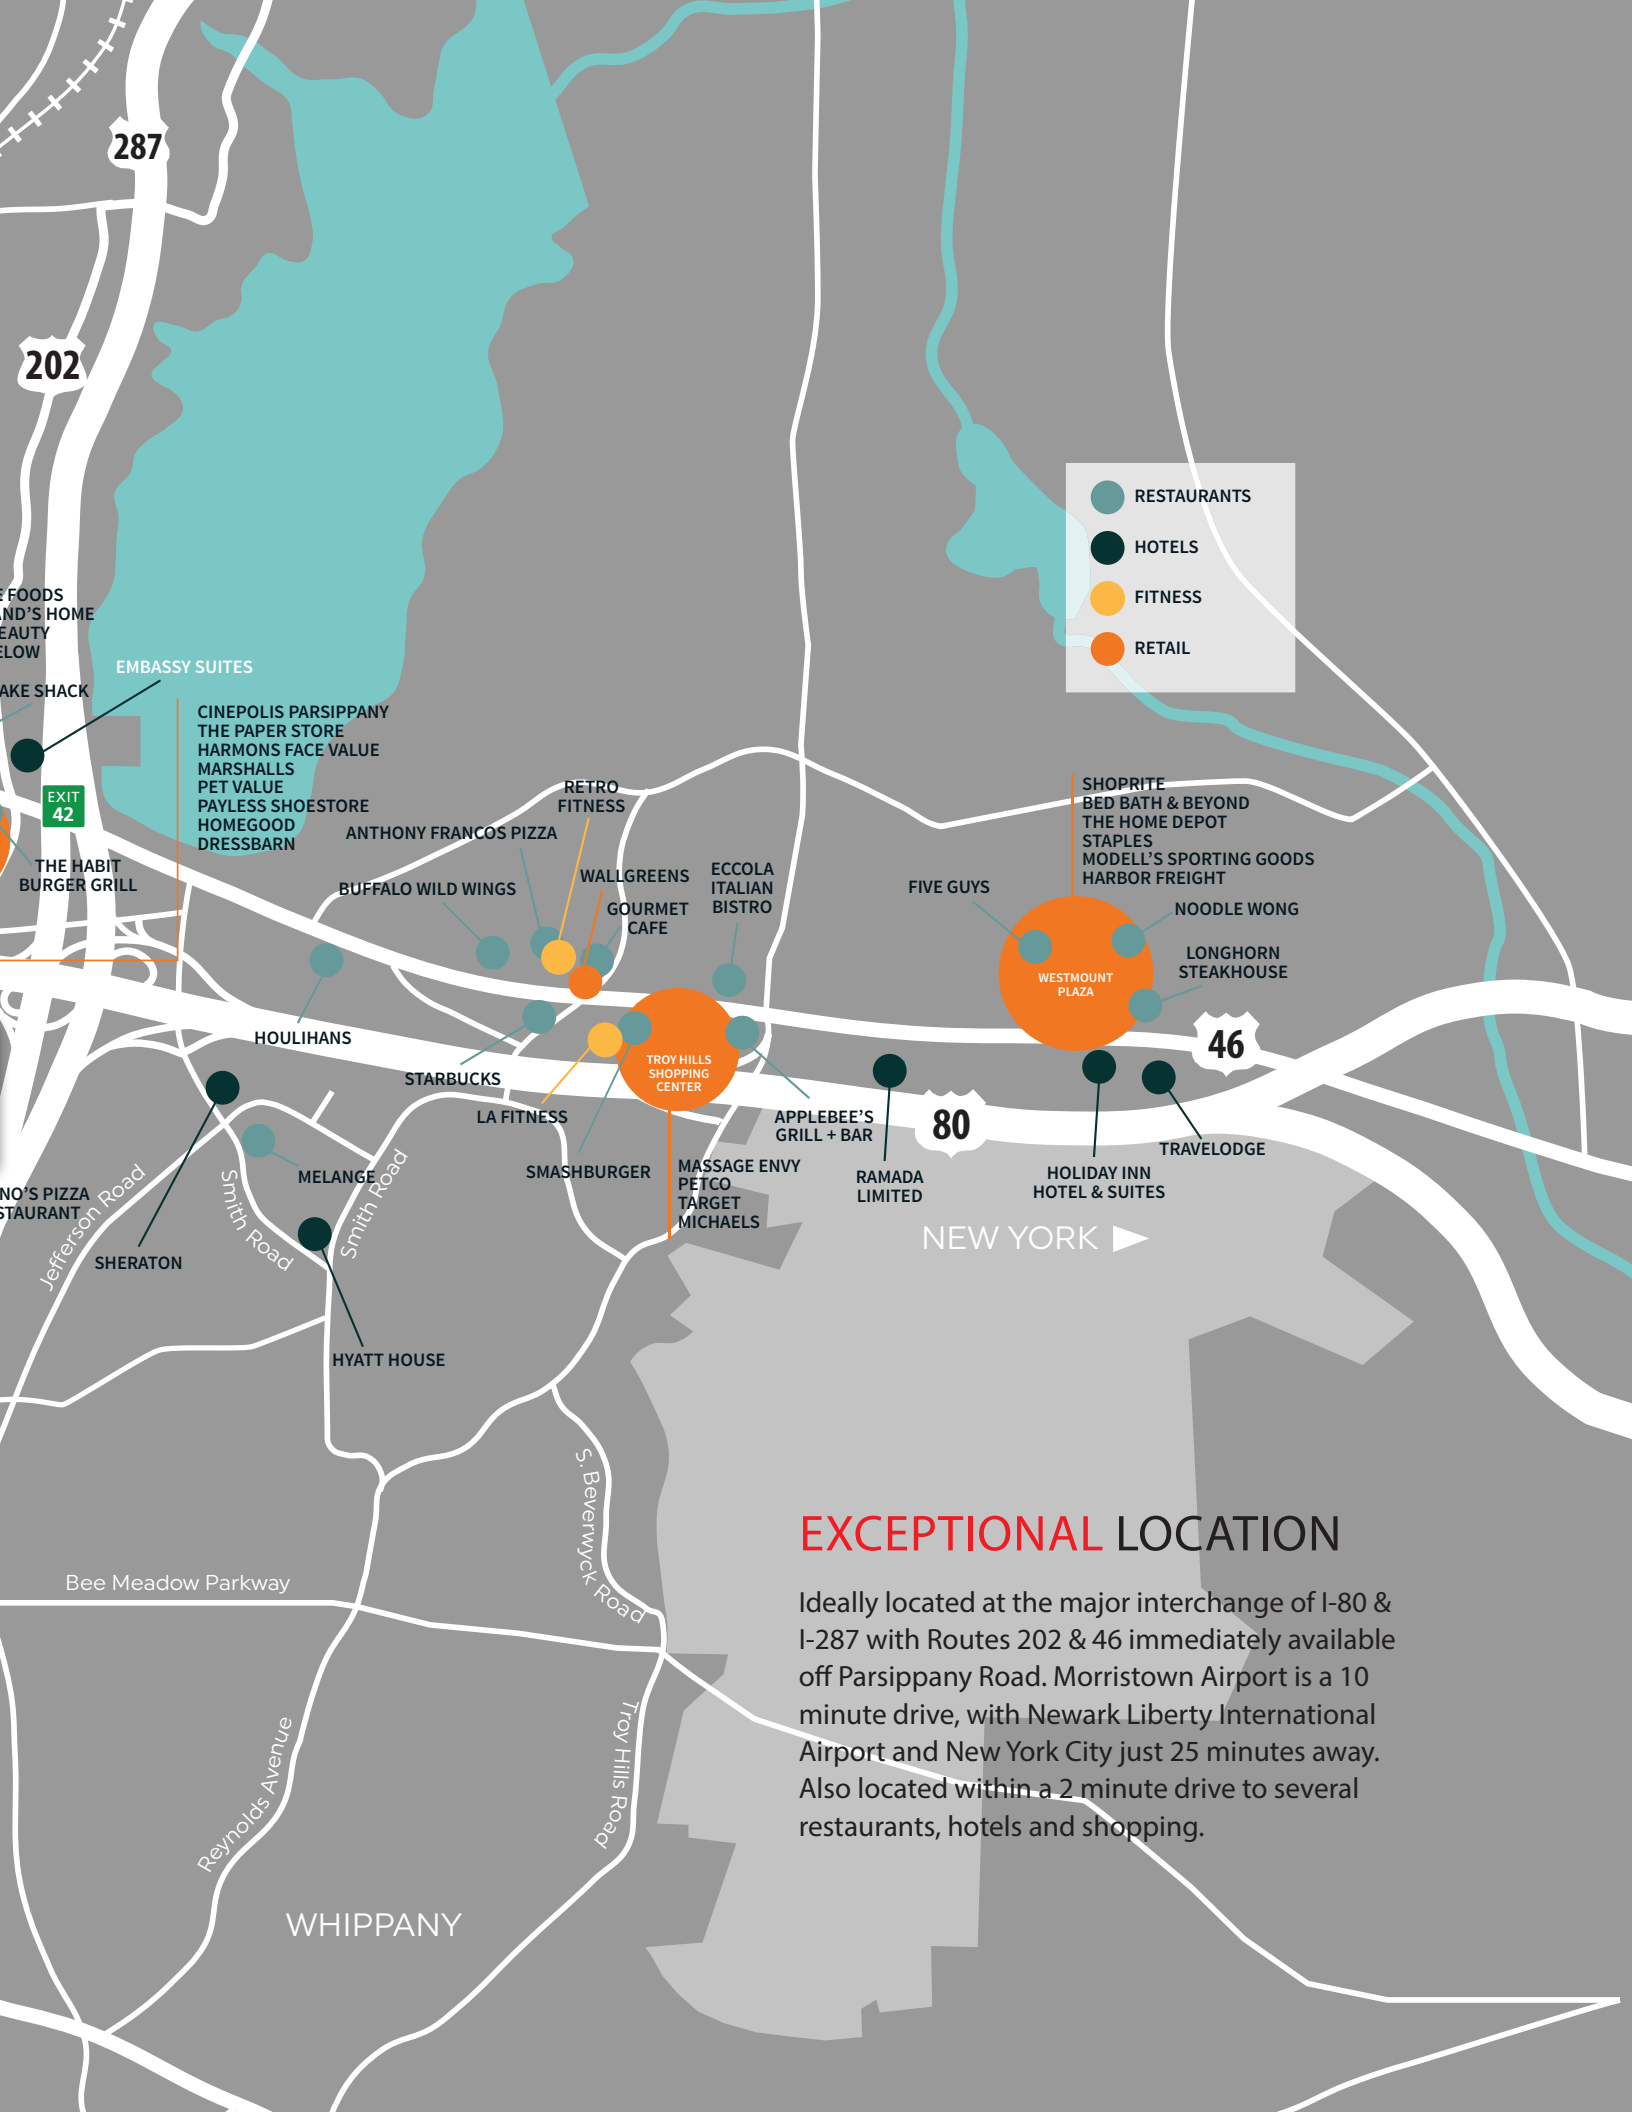 287
202
RESTAURANTS
HOTELS
FITNESS
RETAIL
FOODS
HOME
EMBASSY SUITES
SHACK
CINEPOLIS PARSIPPANY
THE PAPER STORE
HARMONS FACE VALUE
MARSHALLS
PET VALUE
PAYLESS SHOESTORE
HOMEGOOD
DRESSBARN
EXIT
42
THE HABIT
BURGER GRILL
RETRO
FITNESS
ANTHONY FRANCOS PIZZA
BUFFALO WILD WINGS
WALLGREENS
GOURMET
CAFE
ECCOLA
ITALIAN
BISTRO
SHOPRITE
BED BATH & BEYOND
THE HOME DEPOT
STAPLES
MODELL'S SPORTING GOODS
HARBOR FREIGHT
FIVE GUYS
NOODLE WONG
LONGHORN
STEAKHOUSE
WESTMOUNT
PLAZA
HOULIHANS
STARBUCKS
LA FITNESS
TROY HILLS
SHOPPING
CENTER
46
80
APPLEBEE'S
GRILL + BAR
SMASHBURGER
MASSAGE ENVY
PETCO
TARGET
MICHAELS
RAMADA
LIMITED
HOLIDAY INN
HOTEL & SUITES
TRAVELODGE
MELANGE
PIZZA
Jefferson Road
Smith Road
Smith Road
SHERATON
HYATT HOUSE
NEW YORK
S. Beverwyck Road
Bee Meadow Parkway
Reynolds Avenue
Troy Hills Road
WHIPPANY
EXCEPTIONAL LOCATION
Ideally located at the major interchange of I-80 &
I-287 with Routes 202 & 46 immediately available
off Parsippany Road. Morristown Airport is a 10
minute drive, with Newark Liberty International
Airport and New York City just 25 minutes away.
Also located within a 2 minute drive to several
restaurants, hotels and shopping.